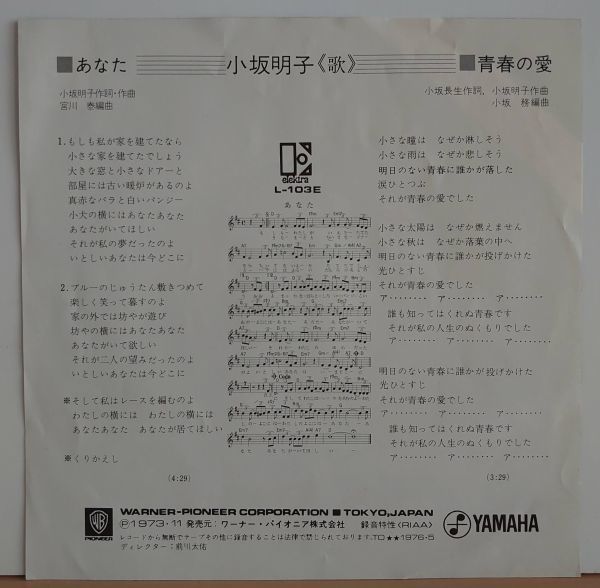 ■あなた 小坂明子《歌》 ■青春の愛
小坂明子作詞・作曲
宮川 泰編曲
小坂長生作詞，小坂明子作曲
小坂 務編曲
1.もしも私が家を建てたなら
小さな家を建てたでしょう
大きな窓と小さなドアーと
部屋には古い暖炉があるのよ
真赤なバラと白いパンジー
小犬の横にはあなたあなた
あなたがいてほしい
それが私の夢だったのよ
いとしいあなたは今どこに
2.ブルーのじゅうたん敷きつめて
楽しく笑って暮すのよ
家の外では坊やが遊び
坊やの横にはあなたあなた
あなたがいて欲しい
それが二人の望みだったのよ
いとしいあなたは今どこに
※そして私はレースを編むのよ
わたしの横には わたしの横には
あなたあなた あなたが居てほしい
※くりかえし
(4:29)
elektra
L-103E
あなた
小さな瞳は なぜか淋しそう
小さな雨は なぜか悲しそう
明日のない青春に誰かが落した
涙ひとつぶ
それが青春の愛でした
小さな太陽は なぜか燃えません
小さな秋は なぜか落葉の中へ
明日のない青春に誰かが投げかけた
光ひとすじ
それが青春の愛でした
ア‥‥‥‥ ア‥‥‥‥ ア‥‥‥‥
誰も知ってはくれぬ青春です
それが私の人生のぬくもりでした
ア‥‥‥‥ ア‥‥‥‥ ア‥‥‥‥
明日のない青春に誰かが投げかけた
光ひとすじ
それが青春の愛でした
ア‥‥‥‥ ア‥‥‥‥ ア‥‥‥‥
誰も知ってはくれぬ青春です
それが私の人生のぬくもりでした
ア‥‥‥‥ ア‥‥‥‥ ア‥‥‥‥
(3:29)
WB PIONEER
WARNER-PIONEER CORPORATION ■ TOKYO,JAPAN
Ⓟ1973・11 発売元：ワーナー・パイオニア株式会社 録音特性〈RIAA〉
レコードから無断でテープその他に録音することは法律で禁じられております.TO★★1976-5
ディレクター：前川太佑
YAMAHA